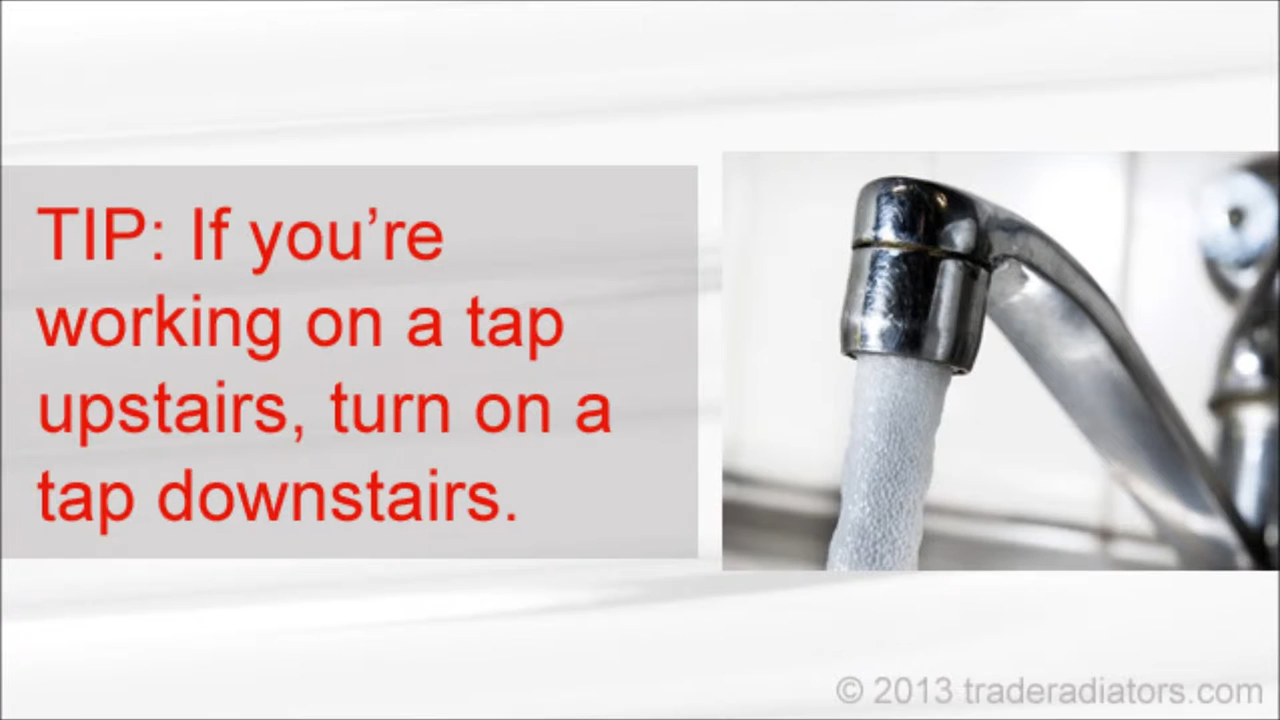 TIP: If you’re
working on a tap
upstairs, turn on a
tap downstairs.
© 2013 traderadiators.com